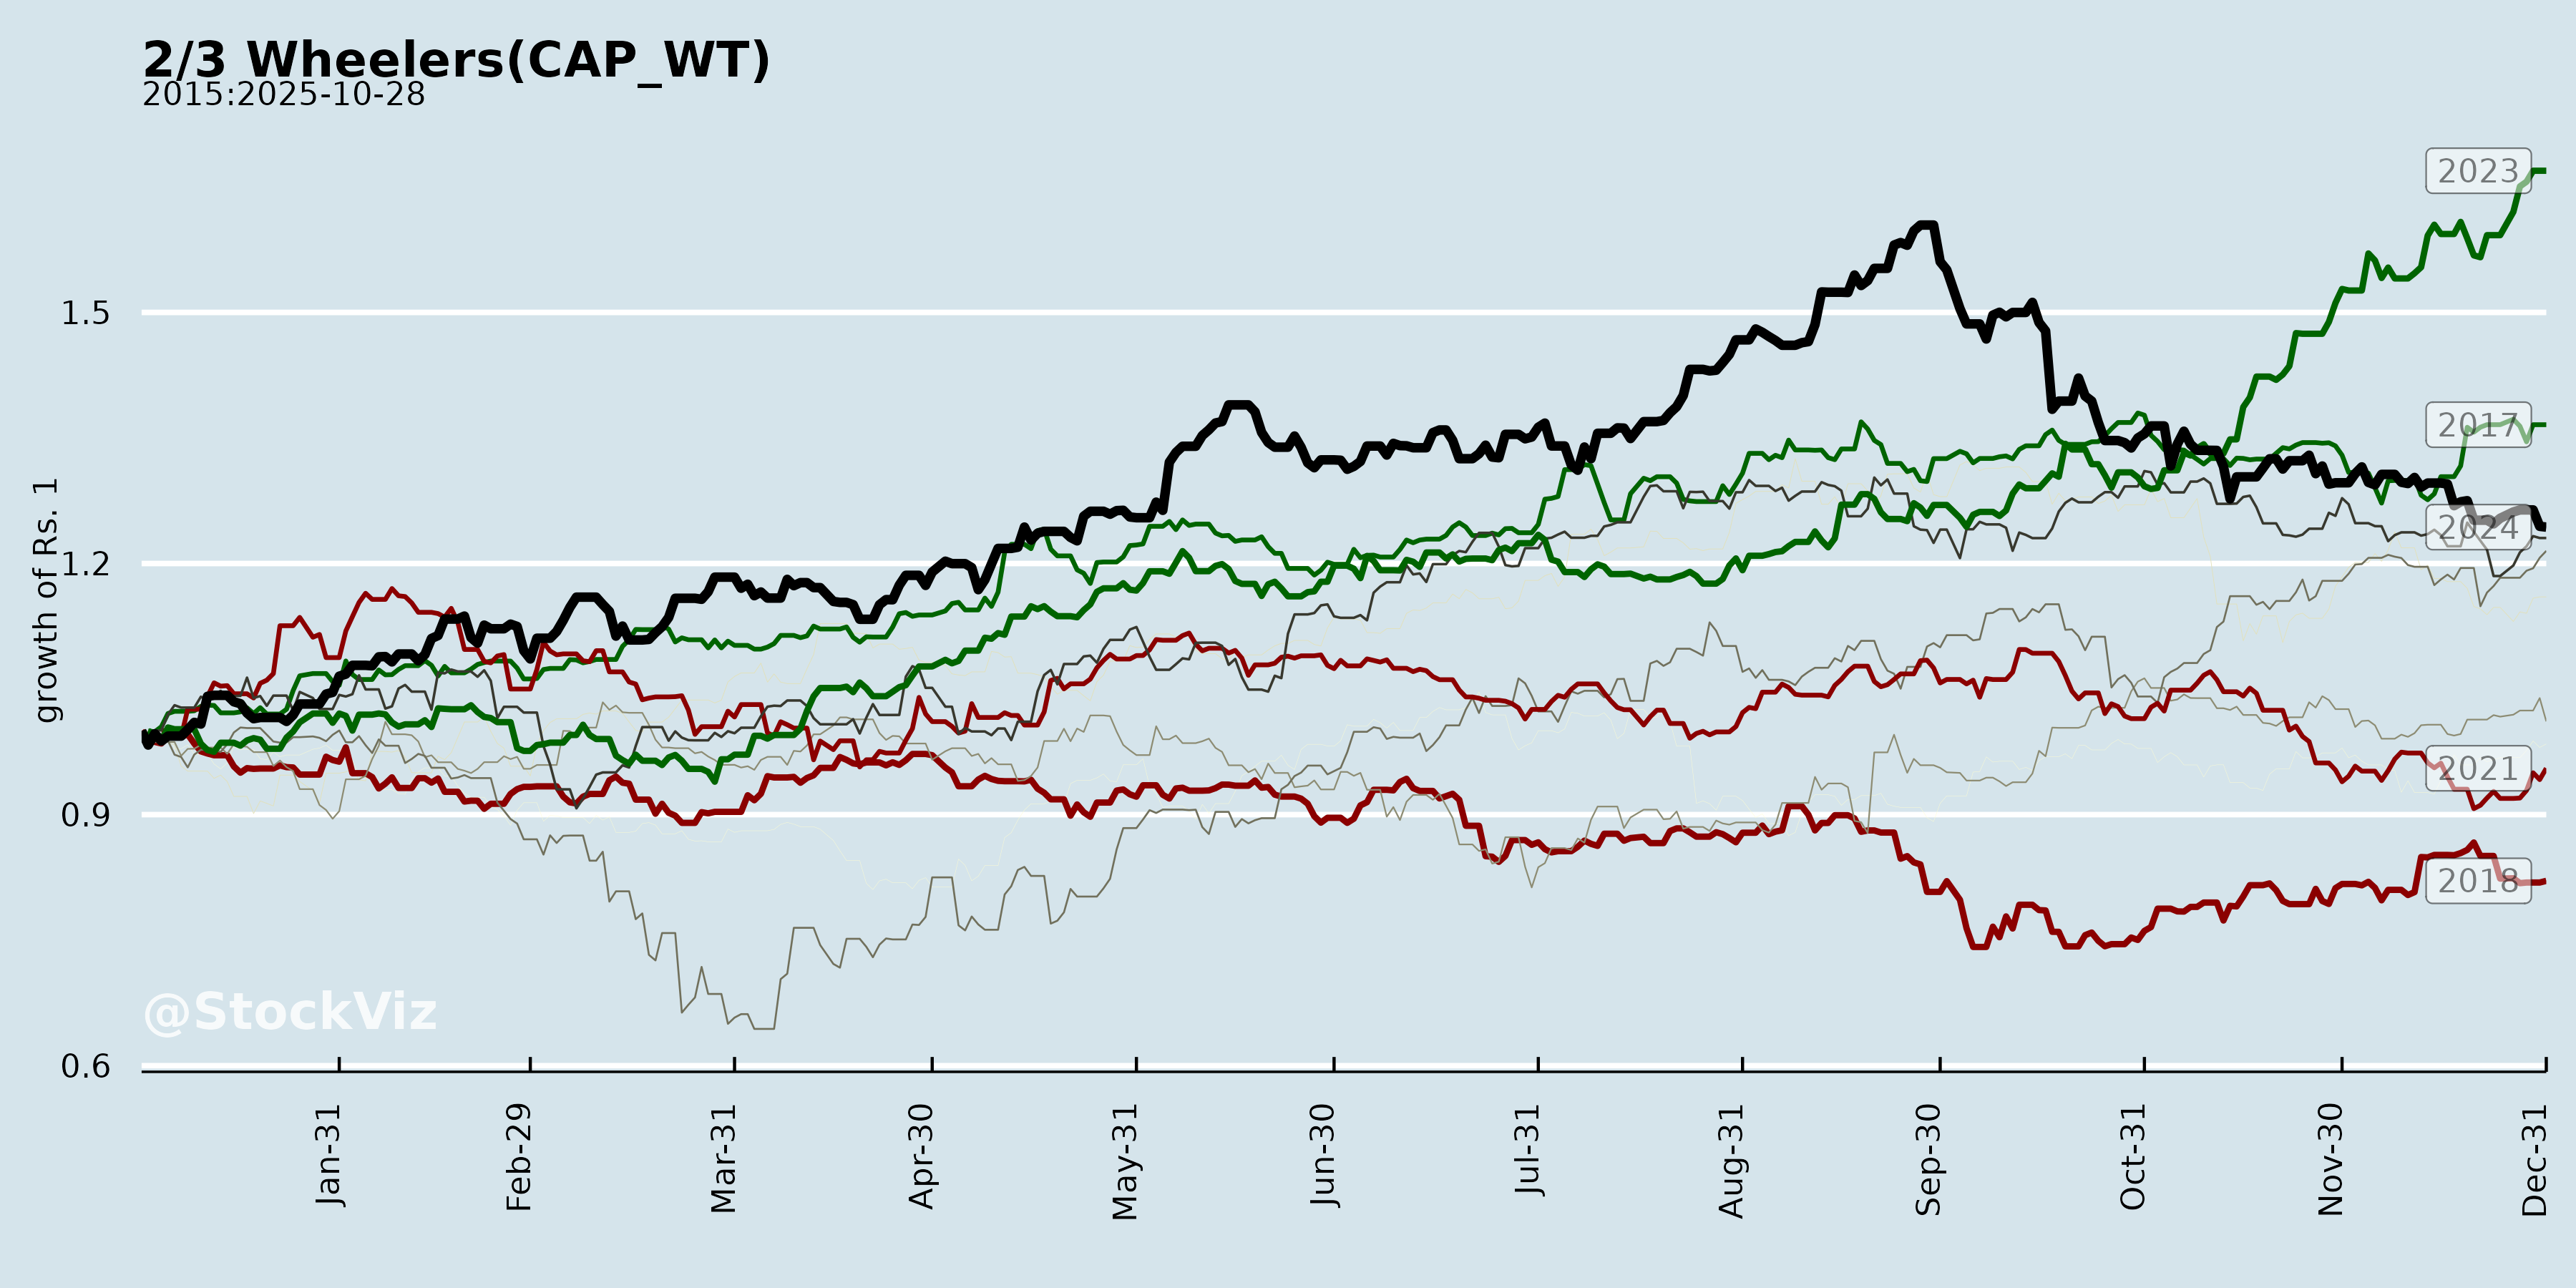 2/3 Wheelers(CAP_WT)
2015:2025-10-28
2023
1.5
2017
growth of Rs. 1
2024
1.2
2021
0.9
2018
@StockViz
0.6
Jan-31
Feb-29
Mar-31
Apr-30
May-31
Jun-30
Jul-31
Aug-31
Sep-30
Oct-31
Nov-30
Dec-31